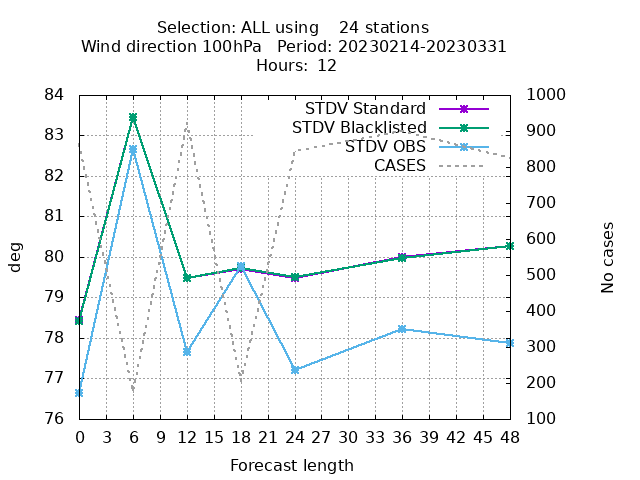 Selection: ALL using    24 stations
Wind direction 100hPa   Period: 20230214-20230331
Hours:  12
STDV Standard
STDV Blacklisted
STDV OBS
CASES
84
83
82
81
80
79
78
77
76
1000
900
800
700
600
500
400
300
200
100
deg
No cases
0 3 6 9 12 15 18 21 24 27 30 33 36 39 42 45 48
Forecast length